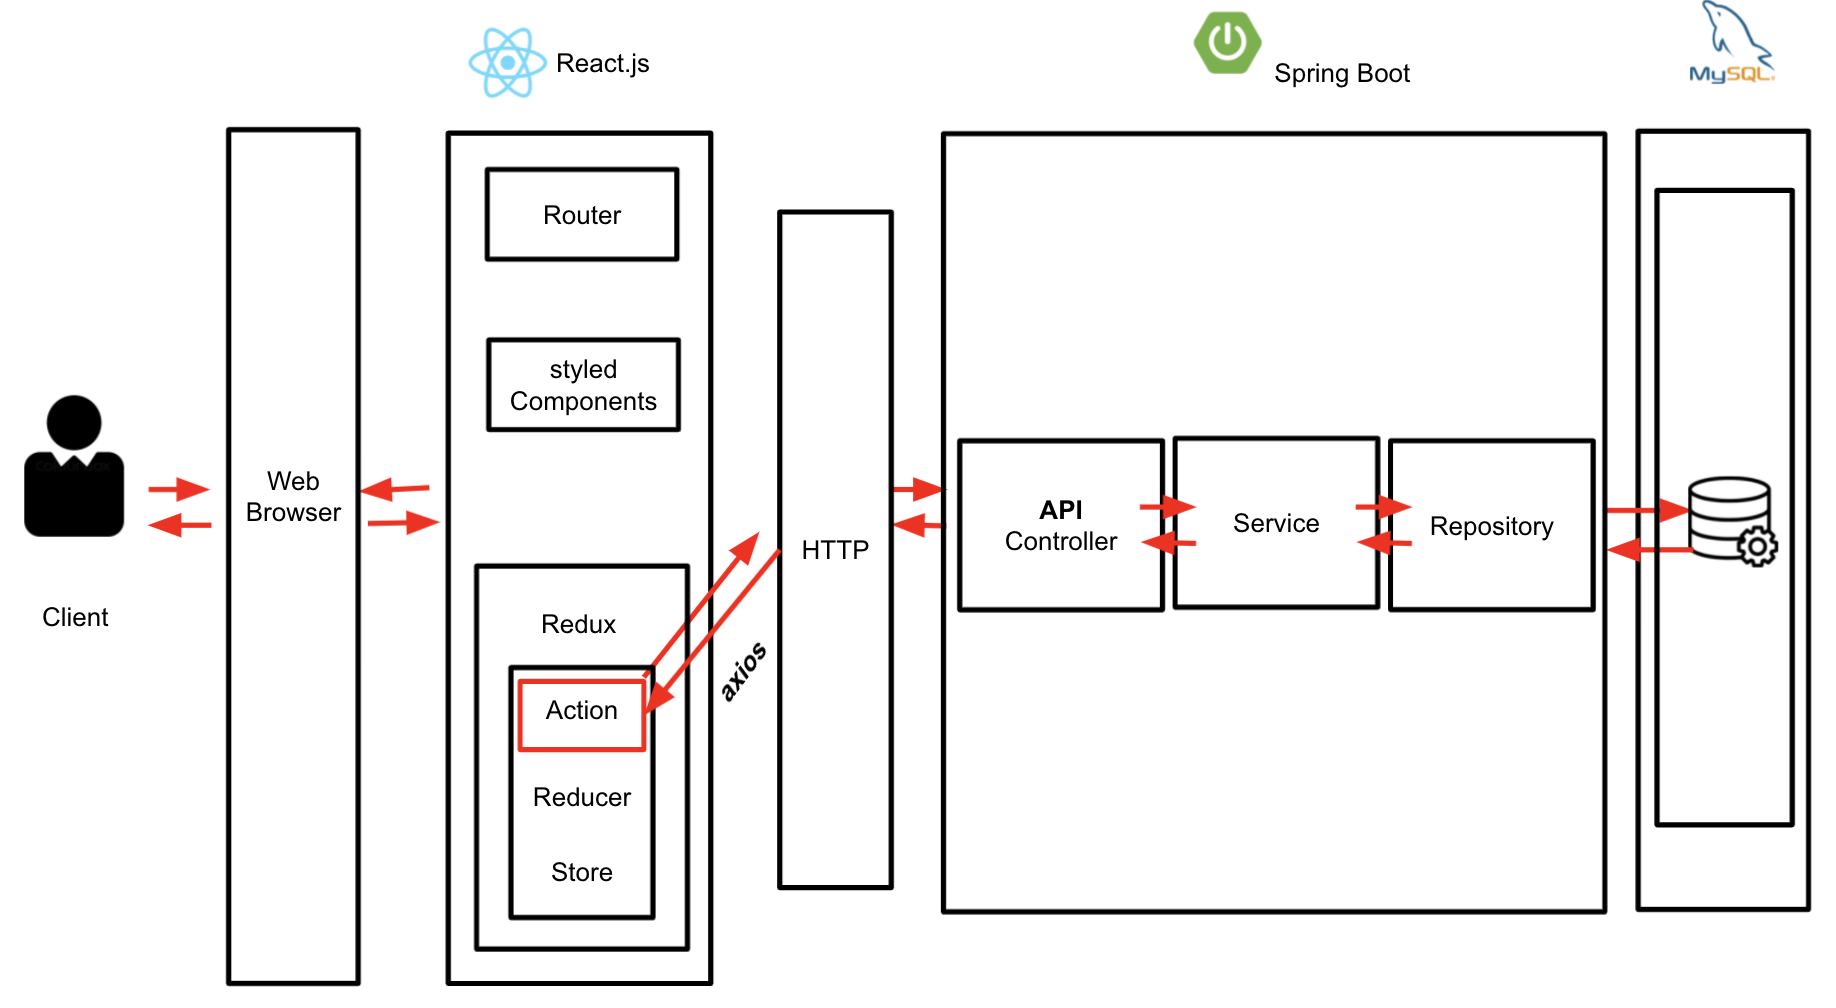 React.js
Spring Boot
MySQL
Router
styled
Components
Web
Browser
Client
HTTP
API
Controller
Service
Repository
Redux
axios
Action
Reducer
Store